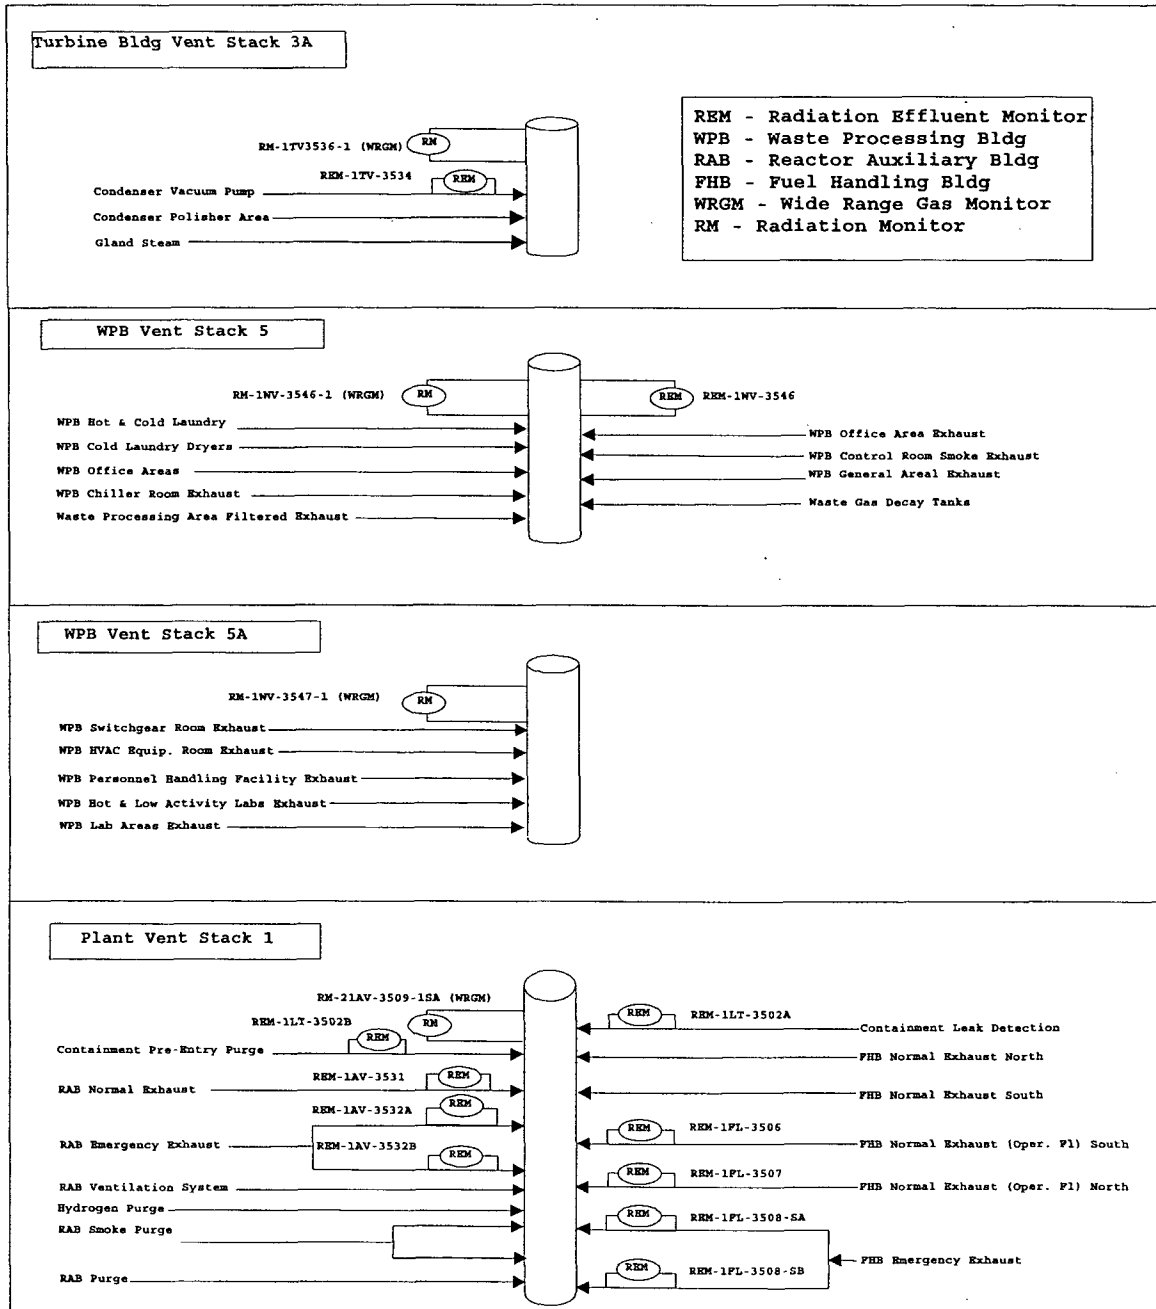 Turbine Bldg Vent Stack 3A
REM - Radiation Effluent Monitor
WPB - Waste Processing Bldg
RAB - Reactor Auxiliary Bldg
FHB - Fuel Handling Bldg
WRGM - Wide Range Gas Monitor
RM - Radiation Monitor
RM-1TV3536-1 (WRGM)
RM
REM-1TV-3534
REM
Condenser Vacuum Pump
Condenser Polisher Area
Gland Steam
WPB Vent Stack 5
RM-1WV-3546-1 (WRGM)
RM
REM
REM-1WV-3546
WPB Hot & Cold Laundry
WPB Cold Laundry Dryers
WPB Office Areas
WPB Chiller Room Exhaust
Waste Processing Area Filtered Exhaust
WPB Office Area Exhaust
WPB Control Room Smoke Exhaust
WPB General Areal Exhaust
Waste Gas Decay Tanks
WPB Vent Stack 5A
RM-1WV-3547-1 (WRGM)
RM
WPB Switchgear Room Exhaust
WPB HVAC Equip. Room Exhaust
WPB Personnel Handling Facility Exhaust
WPB Hot & Low Activity Labs Exhaust
WPB Lab Areas Exhaust
Plant Vent Stack 1
RM-21AV-3509-1SA (WRGM)
RM
REM-1LT-3502B
REM
Containment Pre-Entry Purge
REM-1AV-3531
REM
RAB Normal Exhaust
REM-1AV-3532A
REM
RAB Emergency Exhaust
REM-1AV-3532B
REM
RAB Ventilation System
Hydrogen Purge
RAB Smoke Purge
RAB Purge
REM
REM-1LT-3502A
Containment Leak Detection
FHB Normal Exhaust North
FHB Normal Exhaust South
REM
REM-1FL-3506
FHB Normal Exhaust (Oper. Fl) South
REM
REM-1FL-3507
FHB Normal Exhaust (Oper. Fl) North
REM
REM-1FL-3508-SA
FHB Emergency Exhaust
REM
REM-1FL-3508-SB